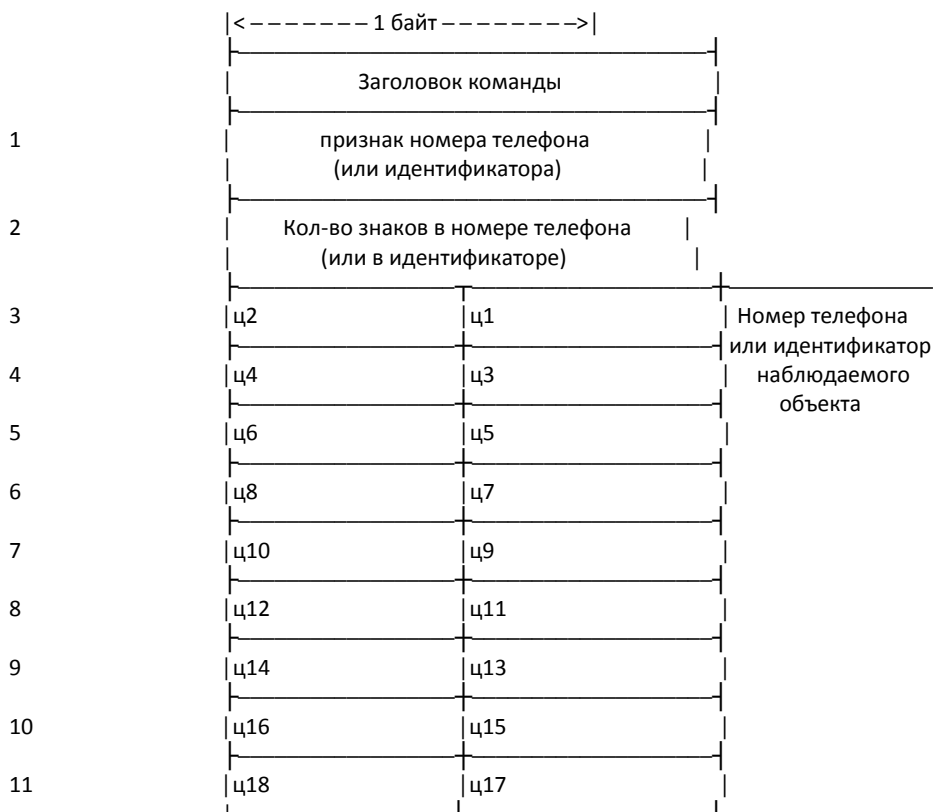 |< – – – – – – – 1 байт – – – – – – – –>|
Заголовок команды
1 признак номера телефона
(или идентификатора)
2 Кол-во знаков в номере телефона
(или в идентификаторе)
3 ц2 ц1 Номер телефона
или идентификатор
4 ц4 ц3 наблюдаемого
объекта
5 ц6 ц5
6 ц8 ц7
7 ц10 ц9
8 ц12 ц11
9 ц14 ц13
10 ц16 ц15
11 ц18 ц17